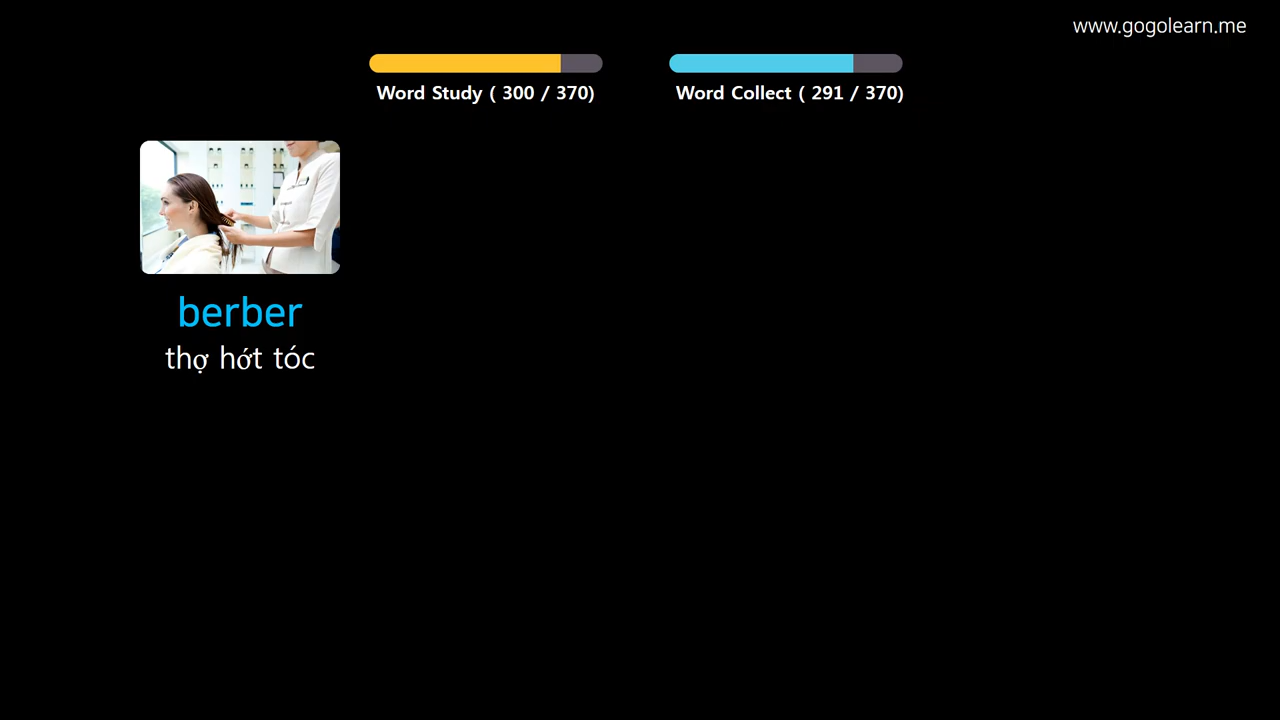 www.gogolearn.me
Word Study ( 300 / 370)
Word Collect ( 291 / 370)
berber
thợ hớt tóc